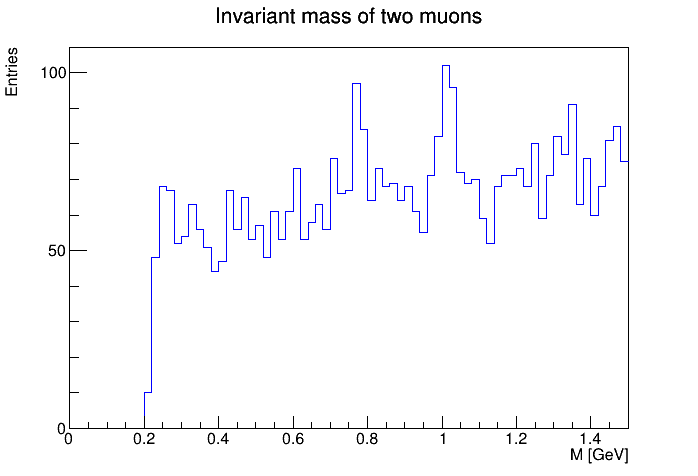 Invariant mass of two muons
Entries
100
50
0
0 0.2 0.4 0.6 0.8 1 1.2 1.4
M [GeV]